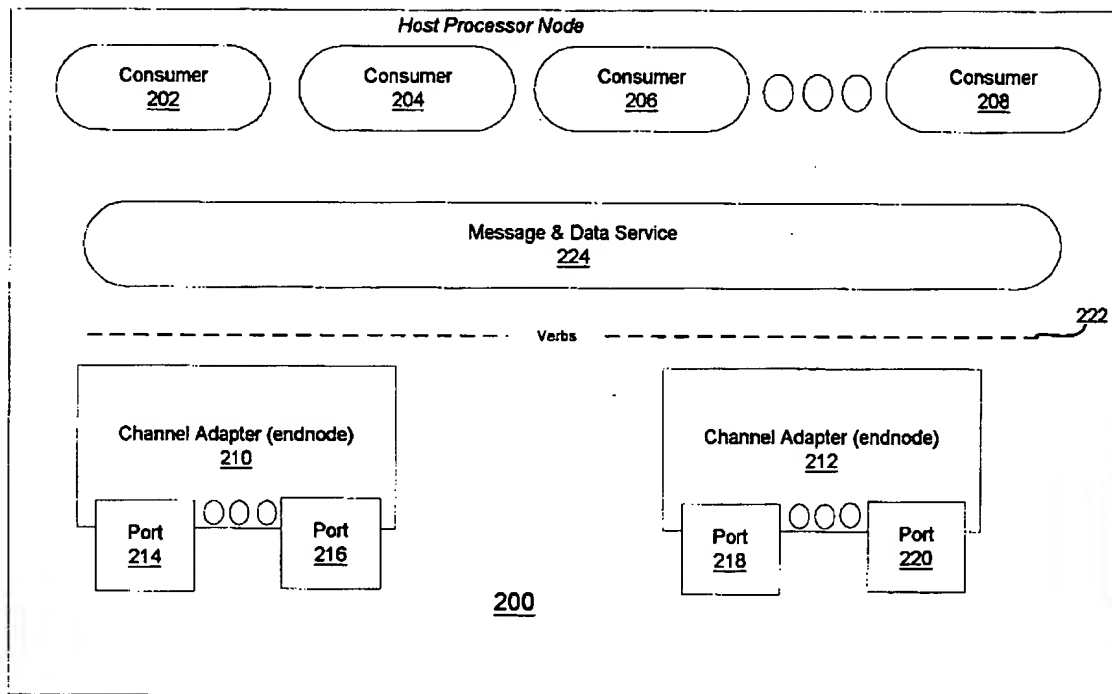 Host Processor Node
Consumer
202
Consumer
204
Consumer
206
Consumer
208
Message & Data Service
224
Verbs
222
Channel Adapter (endnode)
210
Channel Adapter (endnode)
212
Port
214
Port
216
Port
218
Port
220
200